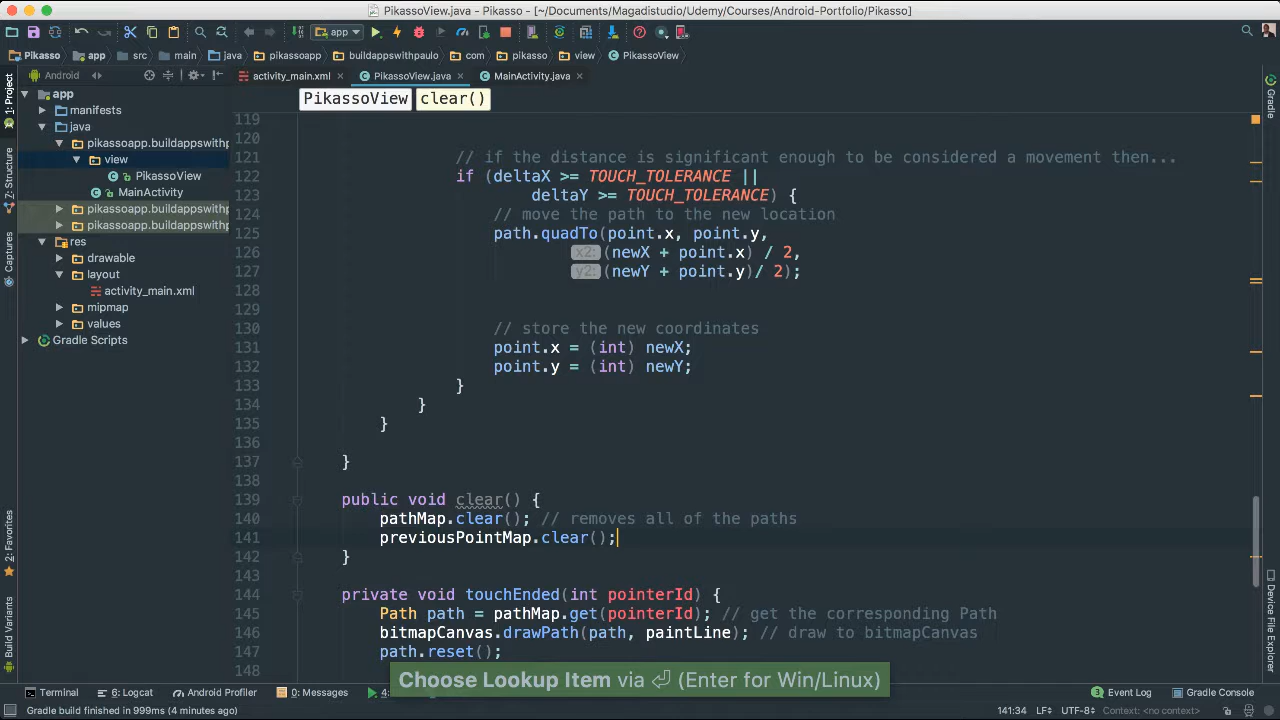 PikassoView.java - Pikasso - [~/Documents/Magadistudio/Udemy/Courses/Android-Portfolio/Pikasso]
app
Pikasso app src main java pikassoapp buildappswithpaulo com pikasso view PikassoView
Android
activity_main.xml PikassoView.java MainActivity.java
PikassoView clear()
1: Project
Z: Structure
Captures
2: Favorites
Build Variants
app
manifests
java
pikassoapp.buildappswithp
view
PikassoView
MainActivity
pikassoapp.buildappswithp
pikassoapp.buildappswithp
res
drawable
layout
activity_main.xml
mipmap
values
Gradle Scripts
119
120
121 // if the distance is significant enough to be considered a movement then...
122 if (deltaX >= TOUCH_TOLERANCE ||
123 deltaY >= TOUCH_TOLERANCE) {
124 // move the path to the new location
125 path.quadTo(point.x, point.y,
126 x2: (newX + point.x) / 2,
127 y2: (newY + point.y)/ 2);
128
129
130 // store the new coordinates
131 point.x = (int) newX;
132 point.y = (int) newY;
133 }
134 }
135 }
136
137 }
138
139 public void clear() {
140 pathMap.clear(); // removes all of the paths
141 previousPointMap.clear();
142 }
143
144 private void touchEnded(int pointerId) {
145 Path path = pathMap.get(pointerId); // get the corresponding Path
146 bitmapCanvas.drawPath(path, paintLine); // draw to bitmapCanvas
147 path.reset();
148
Choose Lookup Item via ⏎ (Enter for Win/Linux)
Gradle
Device File Explorer
Terminal 6: Logcat Android Profiler 0: Messages 4: Event Log Gradle Console
Gradle build finished in 999ms (4 minutes ago) 141:34 LF UTF-8 Context: <no context>